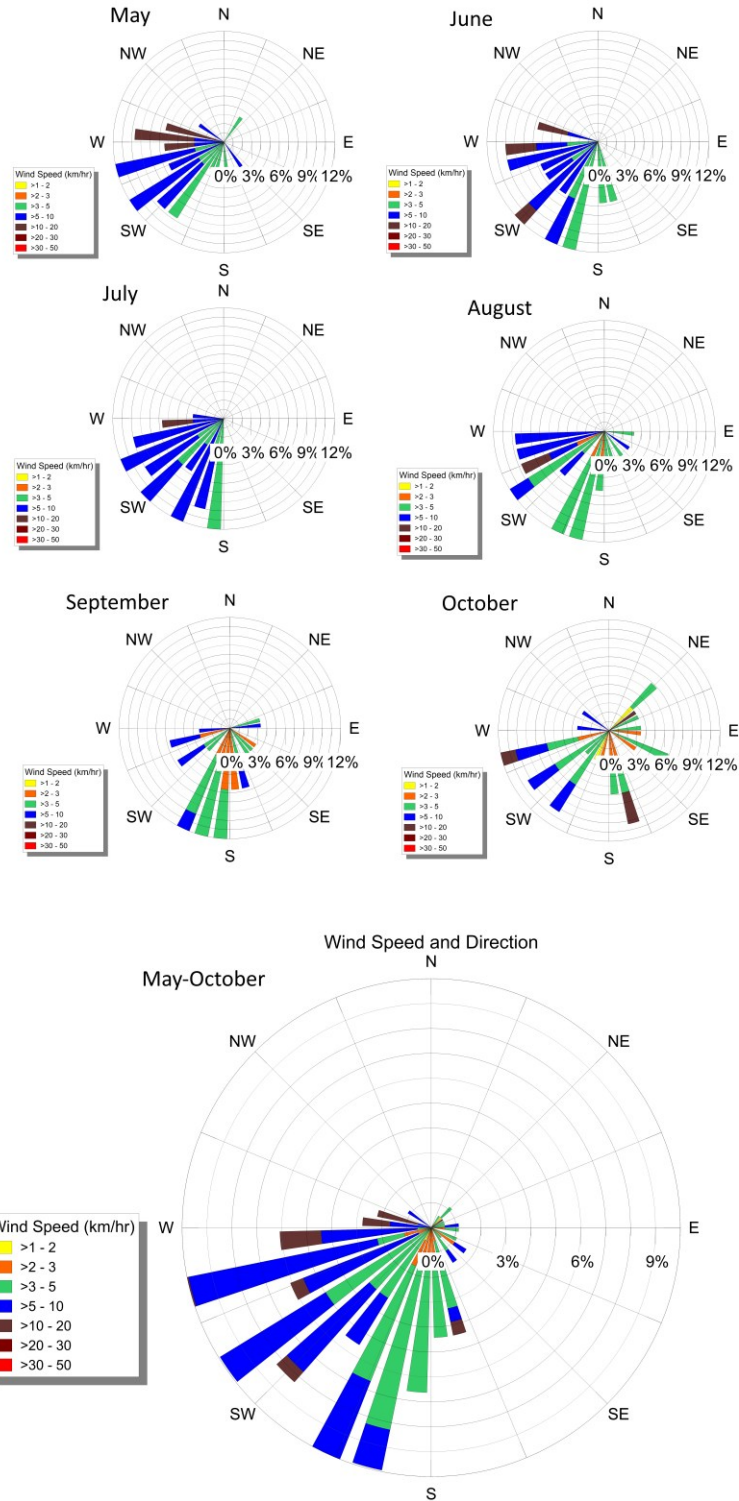 May
N
NW
NE
W
E
0% 3% 6% 9% 12%
SW
SE
S
Wind Speed (km/hr)
>1 - 2
>2 - 3
>3 - 5
>5 - 10
>10 - 20
>20 - 30
>30 - 50
June
N
NW
NE
W
E
0% 3% 6% 9% 12%
SW
SE
S
Wind Speed (km/hr)
>1 - 2
>2 - 3
>3 - 5
>5 - 10
>10 - 20
>20 - 30
>30 - 50
July
N
NW
NE
W
E
0% 3% 6% 9% 12%
SW
SE
S
Wind Speed (km/hr)
>1 - 2
>2 - 3
>3 - 5
>5 - 10
>10 - 20
>20 - 30
>30 - 50
August
N
NW
NE
W
E
0% 3% 6% 9% 12%
SW
SE
S
Wind Speed (km/hr)
>1 - 2
>2 - 3
>3 - 5
>5 - 10
>10 - 20
>20 - 30
>30 - 50
September
N
NW
NE
W
E
0% 3% 6% 9% 12%
SW
SE
S
Wind Speed (km/hr)
>1 - 2
>2 - 3
>3 - 5
>5 - 10
>10 - 20
>20 - 30
>30 - 50
October
N
NW
NE
W
E
0% 3% 6% 9% 12%
SW
SE
S
Wind Speed (km/hr)
>1 - 2
>2 - 3
>3 - 5
>5 - 10
>10 - 20
>20 - 30
>30 - 50
Wind Speed and Direction
May-October
N
NW
NE
W
E
0% 3% 6% 9%
SW
SE
S
Wind Speed (km/hr)
>1 - 2
>2 - 3
>3 - 5
>5 - 10
>10 - 20
>20 - 30
>30 - 50